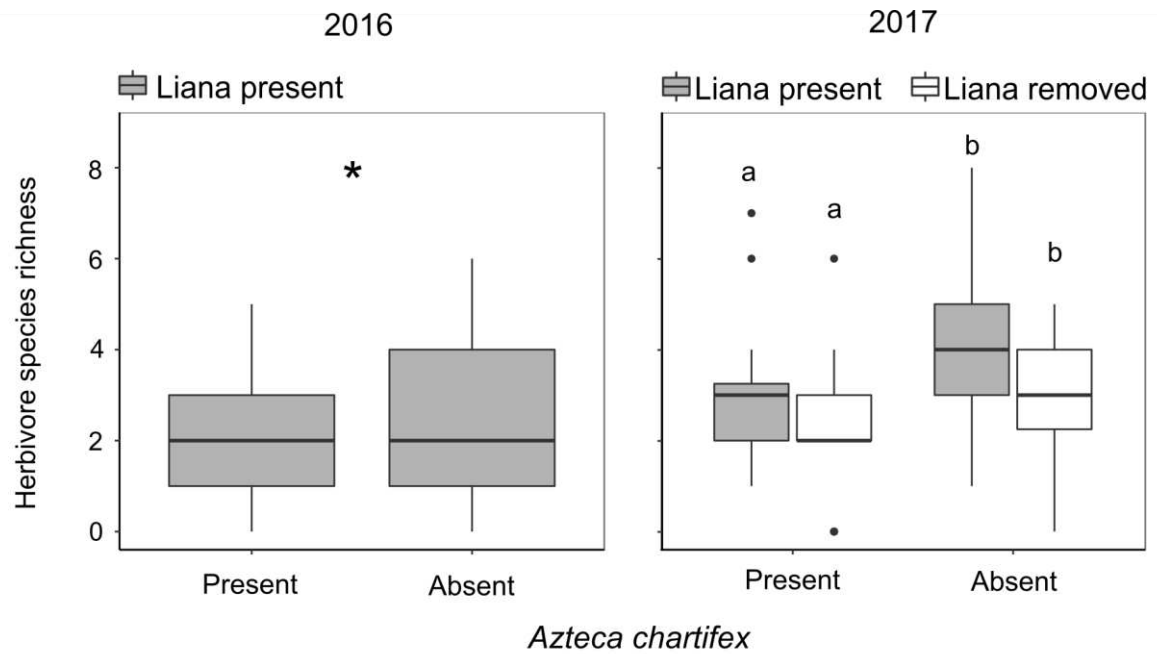 2016
2017
Liana present
Liana present
Liana removed
Herbivore species richness
8
6
4
2
0
*
a
a
b
b
Present
Absent
Present
Absent
Azteca chartifex